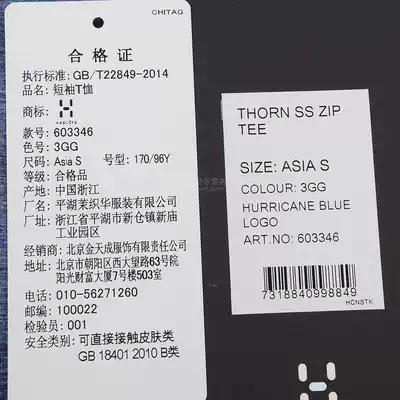 CHITAG
合格证
执行标准: GB/T22849-2014
品名: 短袖T恤
商标:
HAGLÖFS
款号: 603346
色号: 3GG
尺码: Asia S 号型: 170/96Y
等级: 合格品
产地: 中国浙江
厂名: 平湖茉织华服装有限公司
厂址: 浙江省平湖市新仓镇新庙
工业园区
经销商: 北京金天成服饰有限公司
地址: 北京市朝阳区西大望路63号院
阳光财富大厦7号楼503室
电话: 010-56271260
邮编: 100022
检验员: 001
安全类别: 可直接接触皮肤类
GB 18401 2010 B类
THORN SS ZIP
TEE
SIZE: ASIA S
COLOUR: 3GG
HURRICANE BLUE
LOGO
ART.NO: 603346
7318840998849
HCNSTK